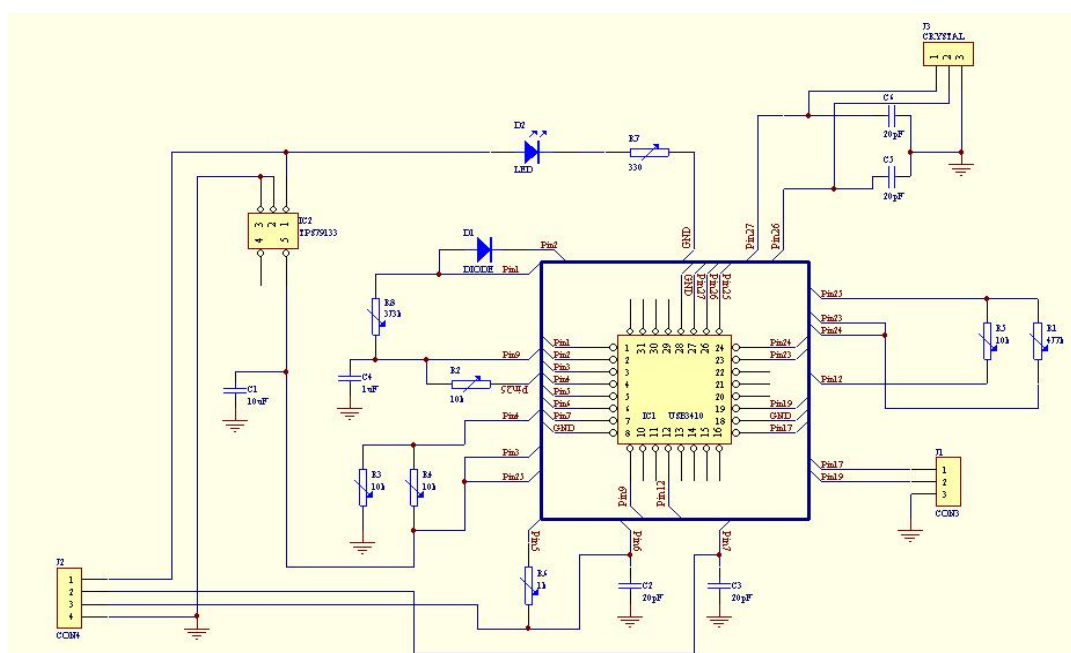 J3
CRYSTAL
1 2 3
C6
20pF
C5
20pF
D2
LED
R7
330
3 2 1
IC2
TPS79133
4 5
D1
DIODE
Pin2
Pin1
GND
Pin27
Pin26
R8
Pin9
C4
1uF
R2
10k
Pin25
C1
10uF
Pin4
R3
10k
R4
10k
Pin3
Pin25
GND
Pin27
Pin26
Pin25
31 30 29 28 27 26
Pin1
Pin2
Pin3
Pin4
Pin5
Pin6
Pin7
GND
1
2
3
4
5
6
7
8
IC1
USB3410
24
23
22
21
20
19
18
17
Pin24
Pin23
Pin19
GND
Pin17
10 11 12 13 14 15 16
Pin9
Pin12
Pin25
Pin23
Pin24
Pin12
R5
10k
R1
Pin17
Pin19
J1
1
2
3
CON3
Pin5
Pin6
Pin7
C2
20pF
C3
20pF
1k
J2
1
2
3
4
CON4